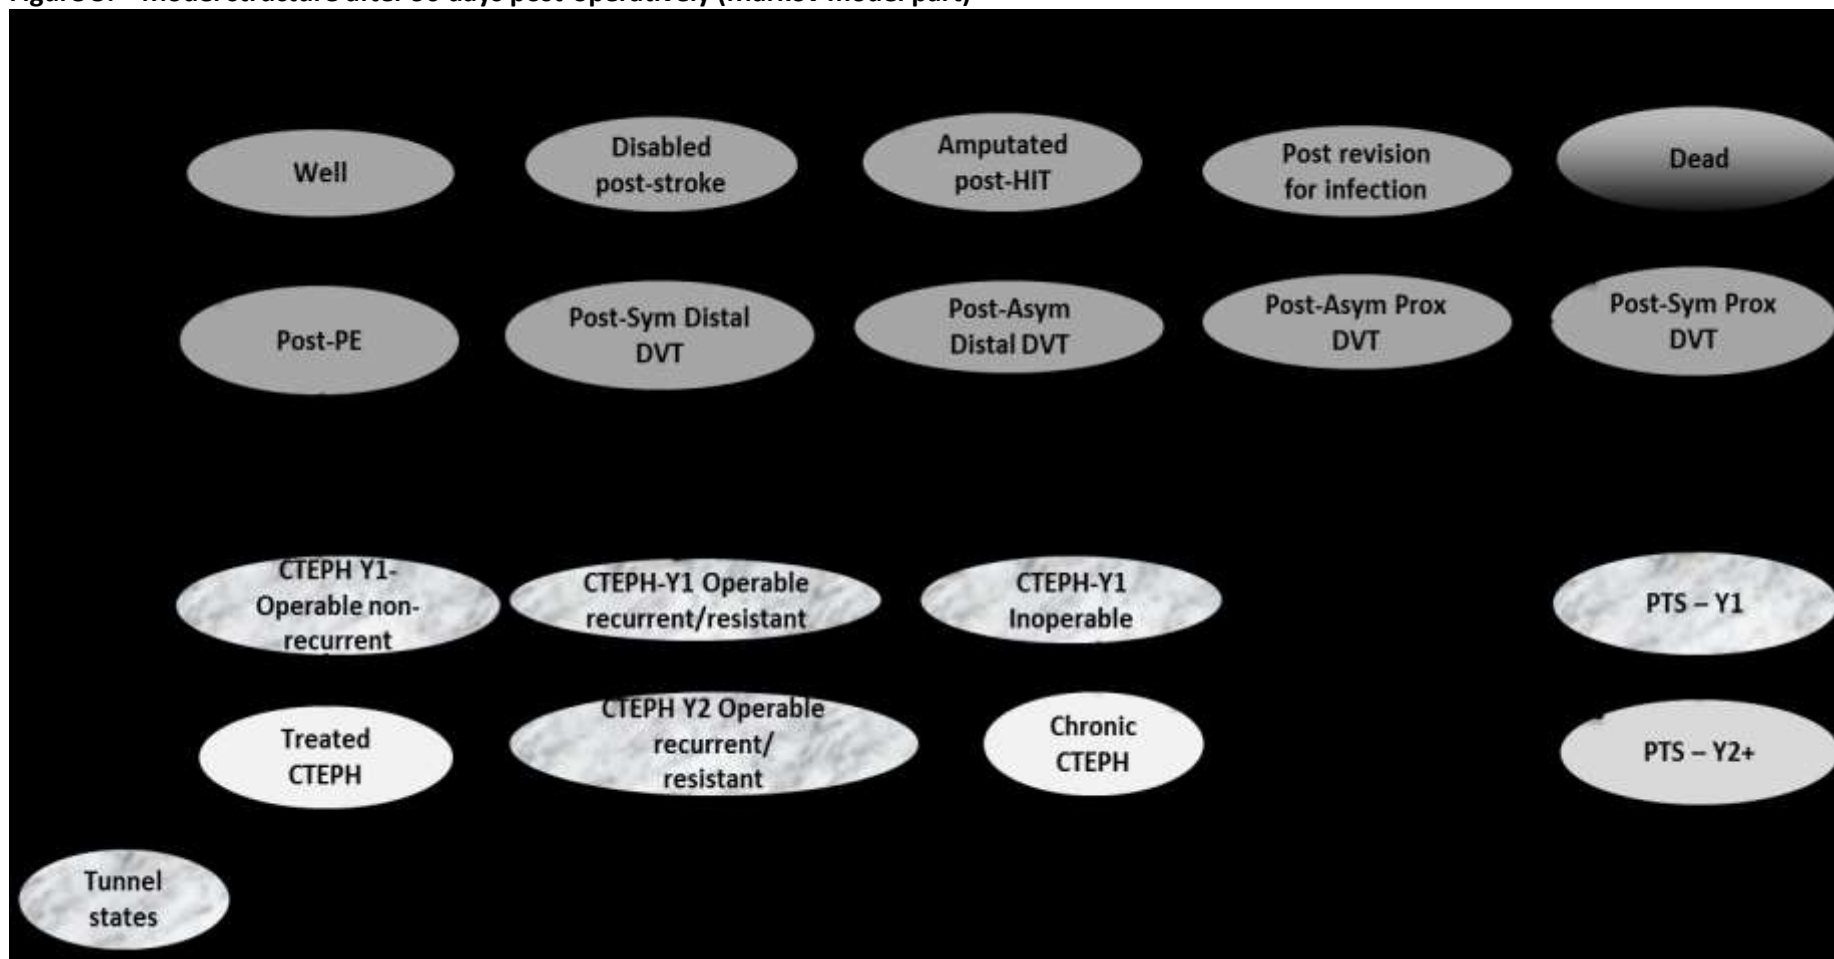 Well
Disabled
post-stroke
Amputated
post-HIT
Post revision
for infection
Dead
Post-PE
Post-Sym Distal
DVT
Post-Asym
Distal DVT
Post-Asym Prox
DVT
Post-Sym Prox
DVT
CTEPH Y1-
Operable non-
recurrent
CTEPH-Y1 Operable
recurrent/resistant
CTEPH-Y1
Inoperable
PTS – Y1
Treated
CTEPH
CTEPH Y2 Operable
recurrent/
resistant
Chronic
CTEPH
PTS – Y2+
Tunnel
states